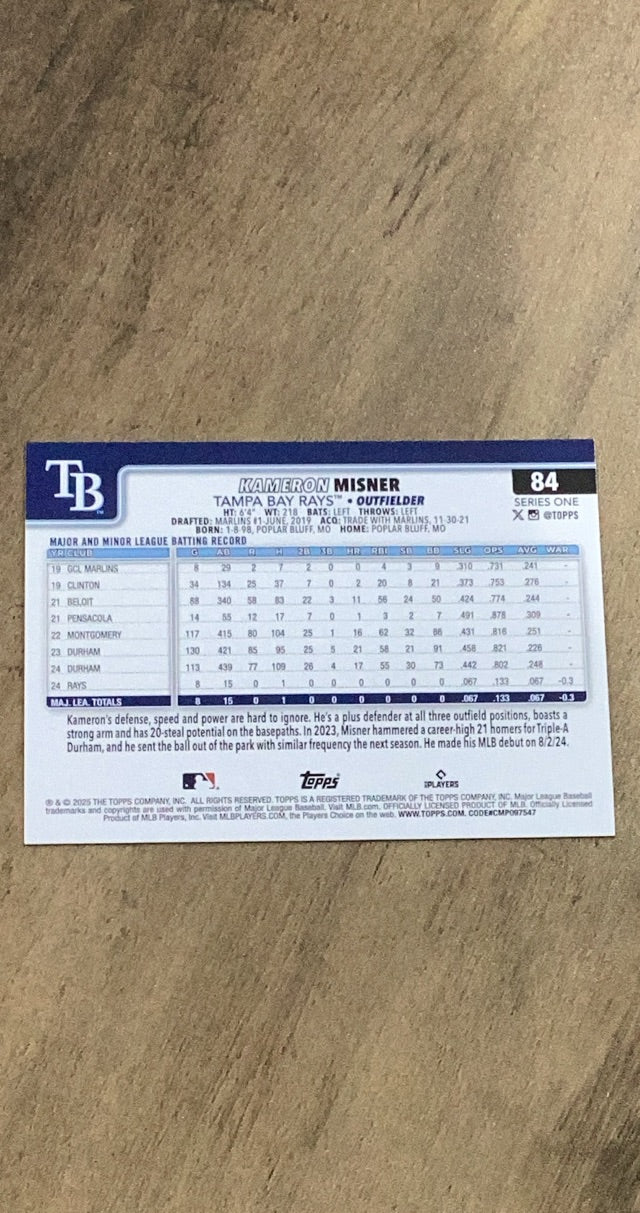 TB
KAMERON MISNER
84
TAMPA BAY RAYS™ • OUTFIELDER
SERIES ONE
HT: 6'4" WT: 218 BATS: LEFT THROWS: LEFT
@TOPPS
DRAFTED: MARLINS #1-JUNE, 2019 ACQ: TRADE WITH MARLINS, 11-30-21
BORN: 1-8-98, POPLAR BLUFF, MO HOME: POPLAR BLUFF, MO
MAJOR AND MINOR LEAGUE BATTING RECORD
YR CLUB G AB R H 2B 3B HR RBI SB BB SLG OPS AVG WAR
19 GCL MARLINS 8 29 2 7 2 0 0 4 3 9 .310 .731 .241 -
19 CLINTON 34 134 25 37 7 0 2 20 8 21 .373 .753 .276 -
21 BELOIT 88 340 58 83 22 3 11 56 24 50 .424 .774 .244 -
21 PENSACOLA 14 55 12 17 7 0 1 3 2 7 .491 .878 .309 -
22 MONTGOMERY 117 415 80 104 25 1 16 62 32 86 .431 .816 .251 -
23 DURHAM 130 421 85 95 25 5 21 58 21 91 .458 .821 .226 -
24 DURHAM 113 439 77 109 26 4 17 55 30 73 .442 .802 .248 -
24 RAYS 8 15 0 1 0 0 0 0 0 0 .067 .133 .067 -0.3
MAJ. LEA. TOTALS 8 15 0 1 0 0 0 0 0 0 .067 .133 .067 -0.3
Kameron's defense, speed and power are hard to ignore. He's a plus defender at all three outfield positions, boasts a
strong arm and has 20-steal potential on the basepaths. In 2023, Misner hammered a career-high 21 homers for Triple-A
Durham, and he sent the ball out of the park with similar frequency the next season. He made his MLB debut on 8/2/24.
Topps
PLAYERS
® & © 2025 THE TOPPS COMPANY, INC. ALL RIGHTS RESERVED. TOPPS IS A REGISTERED TRADEMARK OF THE TOPPS COMPANY, INC. Major League Baseball
trademarks and copyrights are used with permission of Major League Baseball. Visit MLB.com. OFFICIALLY LICENSED PRODUCT OF MLB. Officially Licensed
Product of MLB Players, Inc. Visit MLBPLAYERS.COM, the Players Choice on the web. WWW.TOPPS.COM. CODE#CMP097547